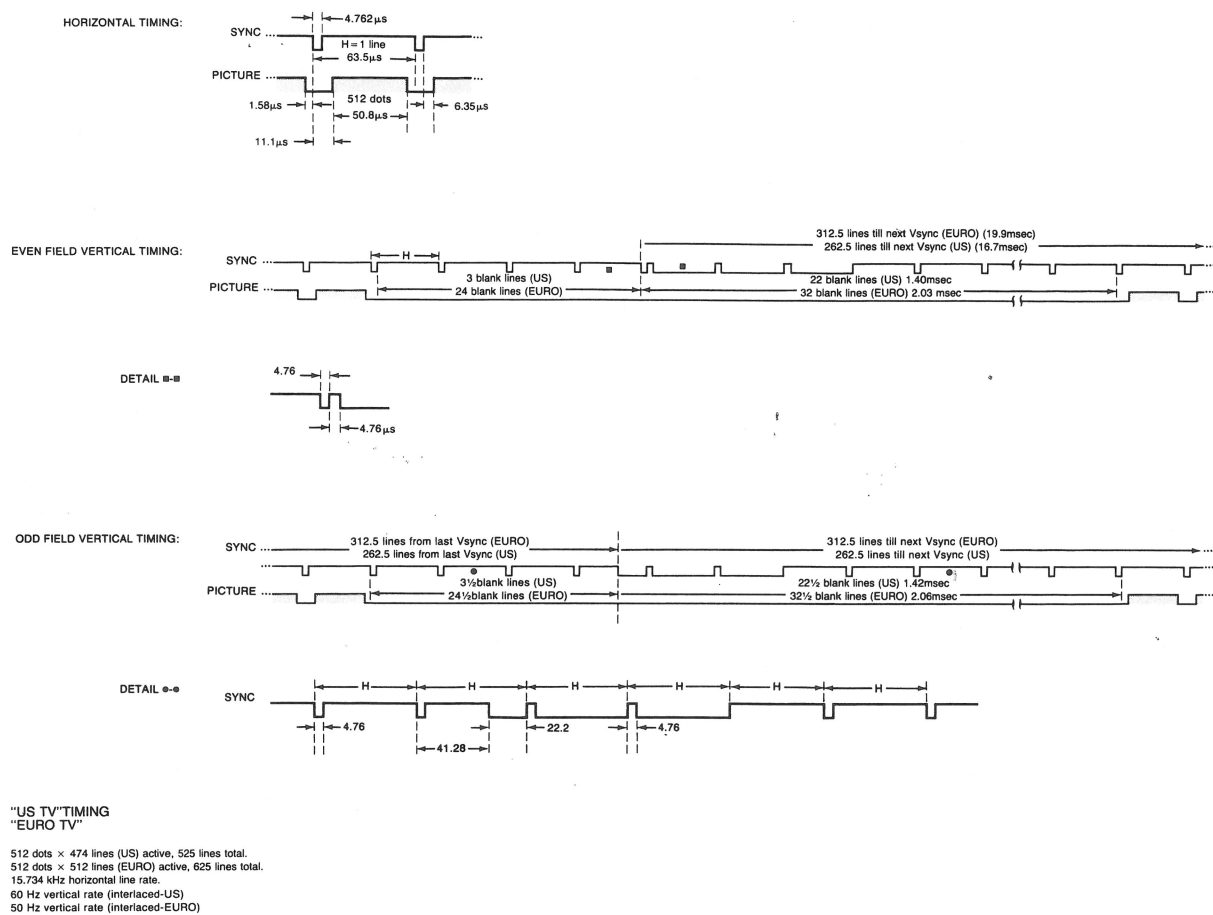 HORIZONTAL TIMING:
4.762μs
SYNC
H=1 line
63.5μs
PICTURE
512 dots
1.58μs
50.8μs
6.35μs
11.1μs
312.5 lines till next Vsync (EURO) (19.9msec)
EVEN FIELD VERTICAL TIMING:
262.5 lines till next Vsync (US) (16.7msec)
H
SYNC
3 blank lines (US)
22 blank lines (US) 1.40msec
PICTURE
24 blank lines (EURO)
32 blank lines (EURO) 2.03 msec
DETAIL ■-■
4.76
4.76μs
ODD FIELD VERTICAL TIMING:
SYNC
312.5 lines from last Vsync (EURO)
312.5 lines till next Vsync (EURO)
262.5 lines from last Vsync (US)
262.5 lines till next Vsync (US)
3½blank lines (US)
22½ blank lines (US) 1.42msec
PICTURE
24½blank lines (EURO)
32½ blank lines (EURO) 2.06msec
DETAIL ●-●
H H H H H H
SYNC
4.76
22.2
4.76
41.28
"US TV"TIMING
"EURO TV"
512 dots × 474 lines (US) active, 525 lines total.
512 dots × 512 lines (EURO) active, 625 lines total.
15.734 kHz horizontal line rate.
60 Hz vertical rate (interlaced-US)
50 Hz vertical rate (interlaced-EURO)